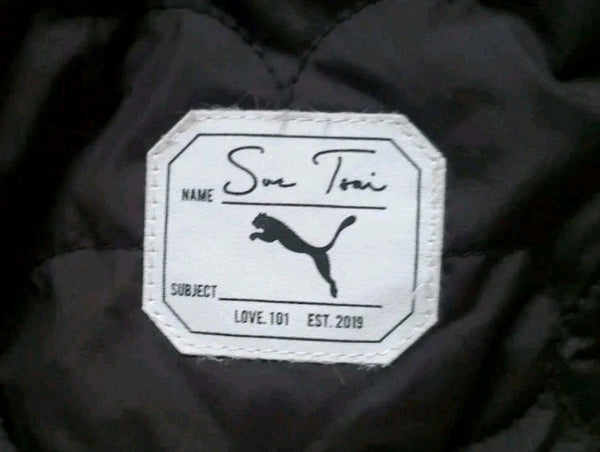 NAME Sue Tsai
SUBJECT
LOVE.101 EST. 2019